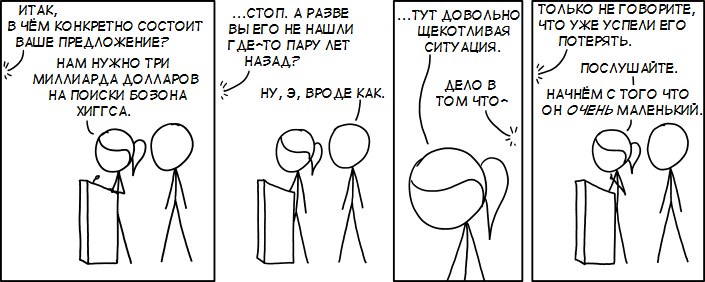 ИТАК,
В ЧЁМ КОНКРЕТНО СОСТОИТ
ВАШЕ ПРЕДЛОЖЕНИЕ?
НАМ НУЖНО ТРИ
МИЛЛИАРДА ДОЛЛАРОВ
НА ПОИСКИ БОЗОНА
ХИГГСА.
...СТОП. А РАЗВЕ
ВЫ ЕГО НЕ НАШЛИ
ГДЕ~ТО ПАРУ ЛЕТ
НАЗАД?
НУ, Э, ВРОДЕ КАК.
...ТУТ ДОВОЛЬНО
ЩЕКОТЛИВАЯ
СИТУАЦИЯ.
ДЕЛО В
ТОМ ЧТО~
ТОЛЬКО НЕ ГОВОРИТЕ,
ЧТО УЖЕ УСПЕЛИ ЕГО
ПОТЕРЯТЬ.
ПОСЛУШАЙТЕ.
НАЧНЁМ С ТОГО ЧТО
ОН ОЧЕНЬ МАЛЕНЬКИЙ.